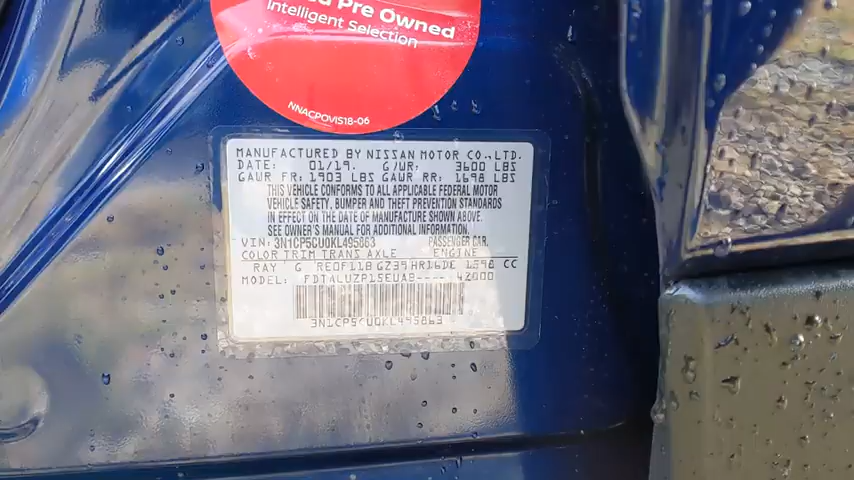 Pre Owned
Intelligent Selection
NNACPOVIS18-06
MANUFACTURED BY NISSAN MOTOR CO.,LTD.
DATE: 01/19. G/UR: 3600 LBS
GAUR FR: 1903 LBS GAUR RR: 1698 LBS
THIS VEHICLE CONFORMS TO ALL APPLICABLE FEDERAL MOTOR
VEHICLE SAFETY, BUMPER AND THEFT PREVENTION STANDARDS
IN EFFECT ON THE DATE OF MANUFACTURE SHOWN ABOVE.
SEE OWNER'S MANUAL FOR ADDITIONAL INFORMATION.
VIN: 3N1CP5CU0KL495863 PASSENGER CAR.
COLOR TRIM TRANS AXLE ENGINE
RAY G RE0F11B GZ39 HR16DE 1598 CC
MODEL: FDTALUZP15EUAB---- 42000
3N1CP5CU0KL495863